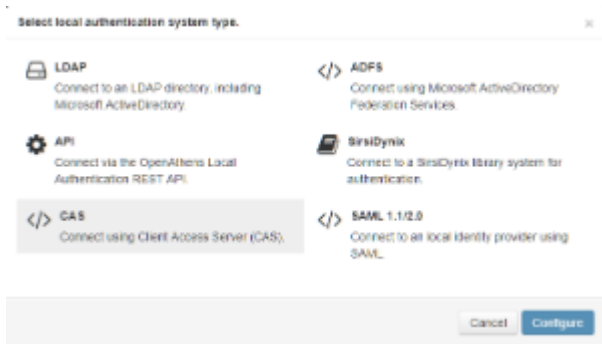 Select local authentication system type.
LDAP
Connect to an LDAP directory, including
Microsoft ActiveDirectory.
ADFS
Connect using Microsoft ActiveDirectory
Federation Services.
API
Connect via the OpenAthens Local
Authentication REST API.
SirsiDynix
Connect to a SirsiDynix library system for
authentication.
CAS
Connect using Client Access Server (CAS).
SAML 1.1/2.0
Connect to an local identity provider using
SAML.
Cancel
Configure